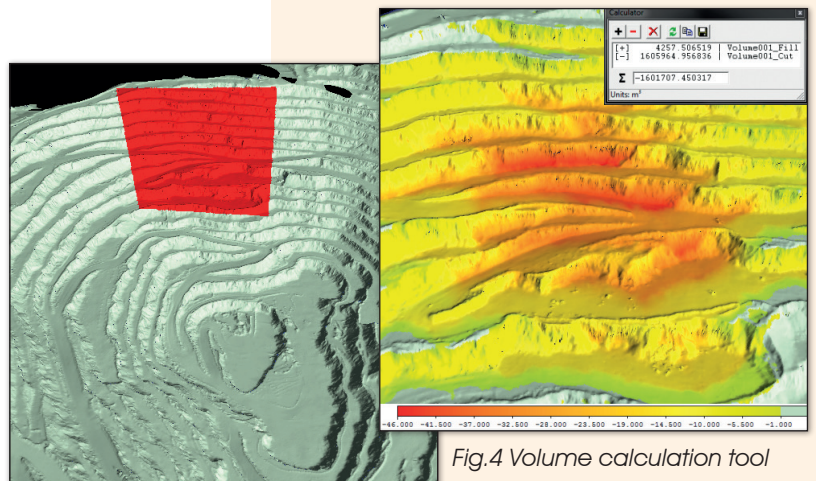 Calculator
[+] 4257.506519 | Volume001_Fill
[-] 1605964.956836 | Volume001_Cut
Σ -1601707.450317
Units: m³
-46.000 -41.500 -37.000 -32.500 -28.000 -23.500 -19.000 -14.500 -10.000 -5.500 -1.000
Fig.4 Volume calculation tool